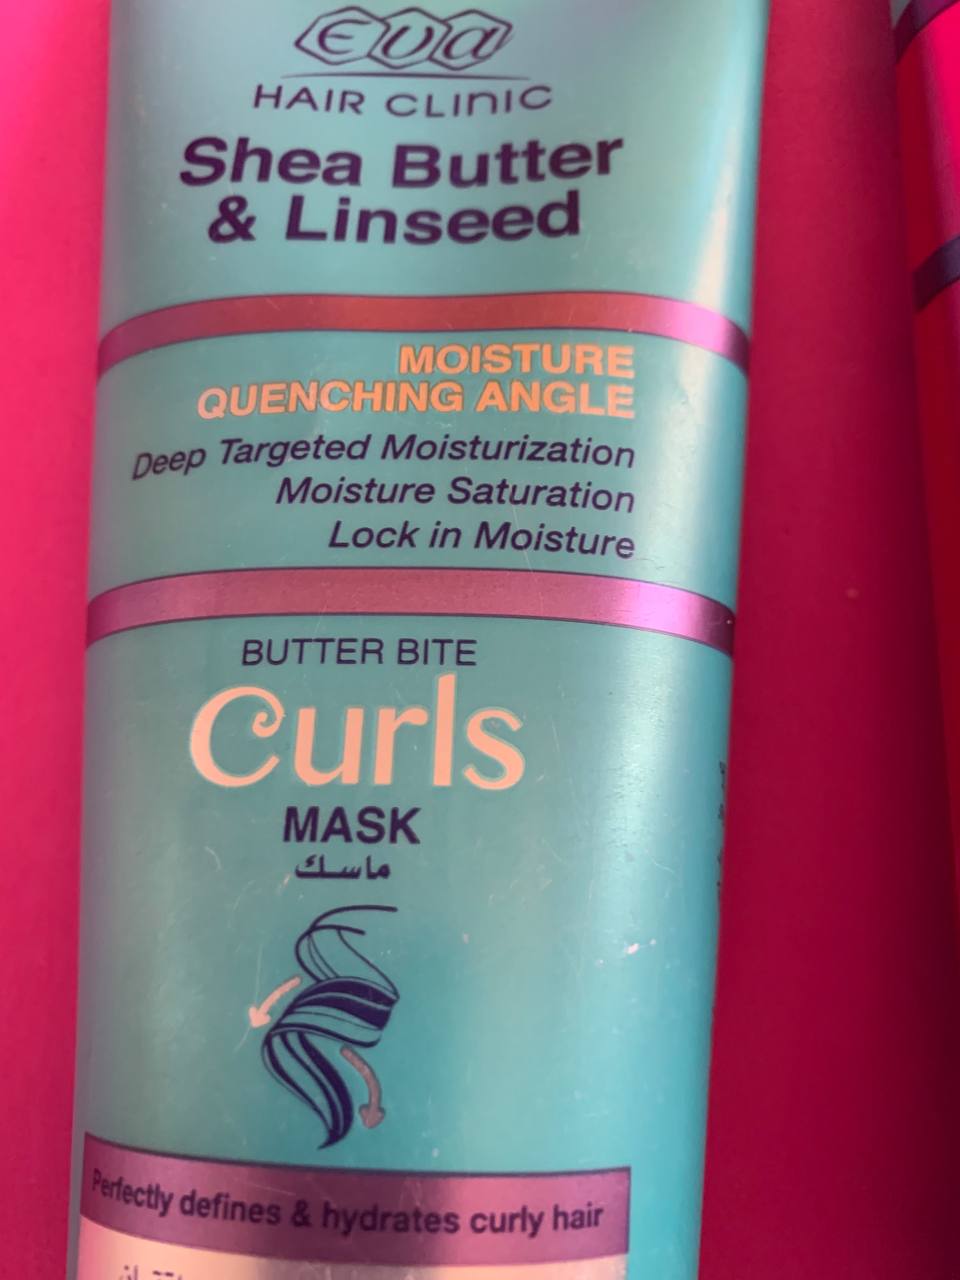 eva
HAIR CLINIC
Shea Butter
& Linseed
MOISTURE
QUENCHING ANGLE
Deep Targeted Moisturization
Moisture Saturation
Lock in Moisture
BUTTER BITE
Curls
MASK
ماسك
Perfectly defines & hydrates curly hair